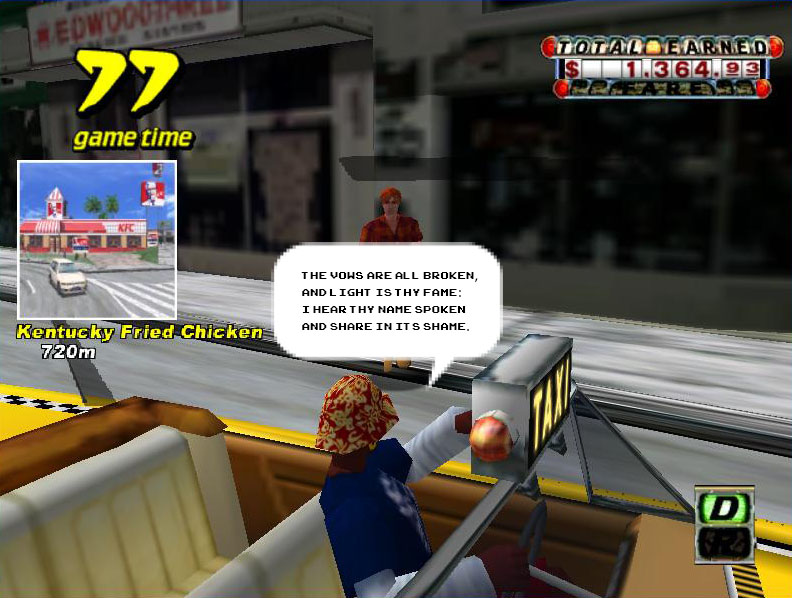 EDWOODTHREE
77
game time
TOTAL EARNED
$ 1,364.93
KFC
Kentucky Fried Chicken
720m
THE VOWS ARE ALL BROKEN,
AND LIGHT IS THY FAME:
I HEAR THY NAME SPOKEN
AND SHARE IN ITS SHAME.
TAXI
D
R